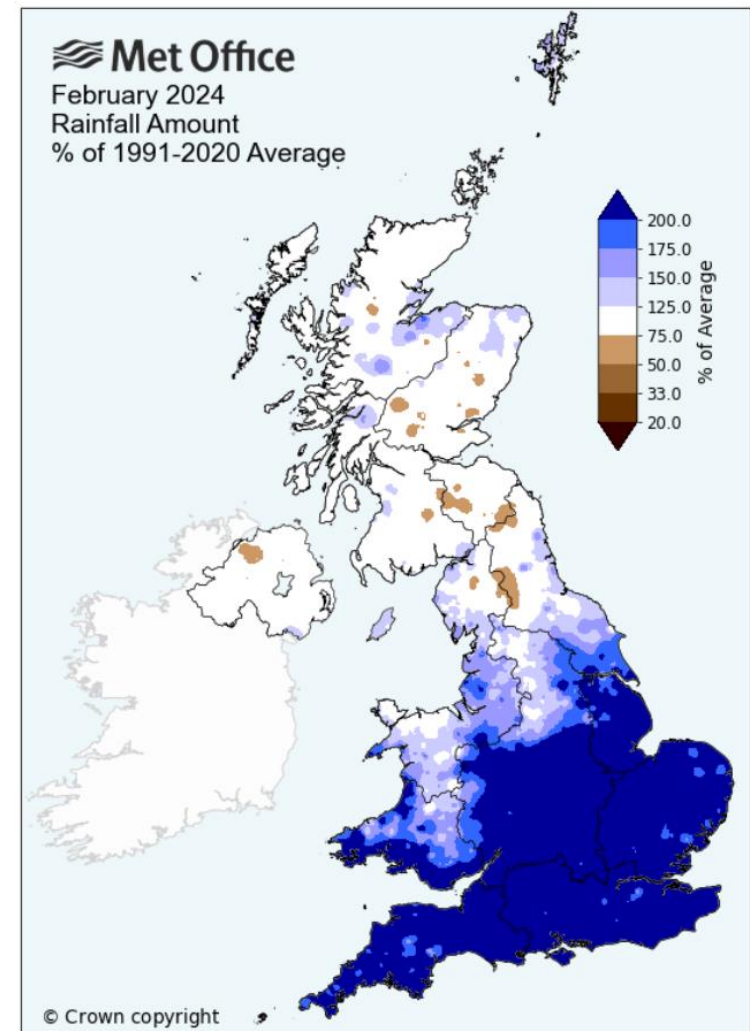 Met Office
February 2024
Rainfall Amount
% of 1991-2020 Average
200.0
175.0
150.0
125.0
75.0
50.0
33.0
20.0
% of Average
© Crown copyright